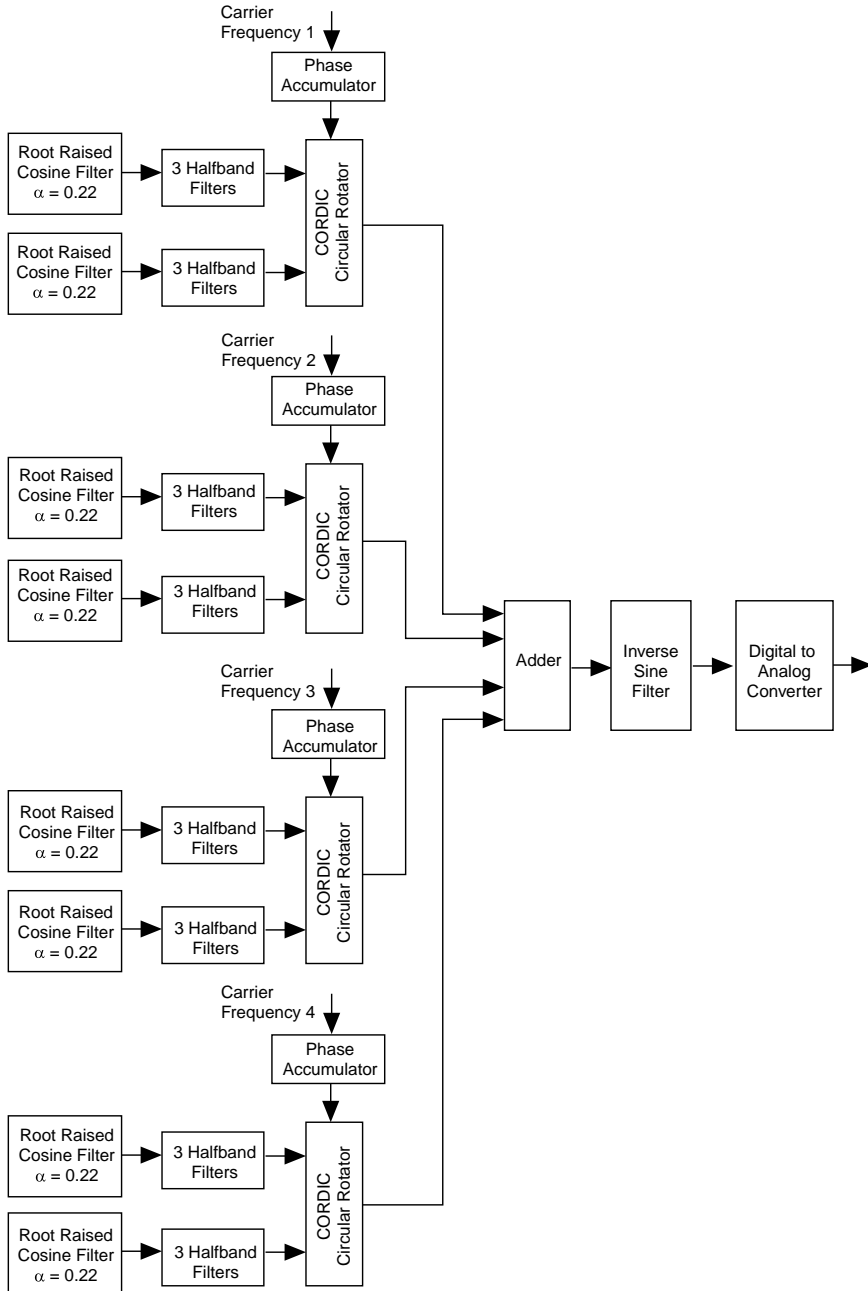 Carrier
Frequency 1
Phase
Accumulator
Root Raised
Cosine Filter
α = 0.22
3 Halfband
Filters
CORDIC
Circular Rotator
Root Raised
Cosine Filter
α = 0.22
3 Halfband
Filters
Carrier
Frequency 2
Phase
Accumulator
Root Raised
Cosine Filter
α = 0.22
3 Halfband
Filters
CORDIC
Circular Rotator
Root Raised
Cosine Filter
α = 0.22
3 Halfband
Filters
Adder
Inverse
Sine
Filter
Digital to
Analog
Converter
Carrier
Frequency 3
Phase
Accumulator
Root Raised
Cosine Filter
α = 0.22
3 Halfband
Filters
CORDIC
Circular Rotator
Root Raised
Cosine Filter
α = 0.22
3 Halfband
Filters
Carrier
Frequency 4
Phase
Accumulator
Root Raised
Cosine Filter
α = 0.22
3 Halfband
Filters
CORDIC
Circular Rotator
Root Raised
Cosine Filter
α = 0.22
3 Halfband
Filters